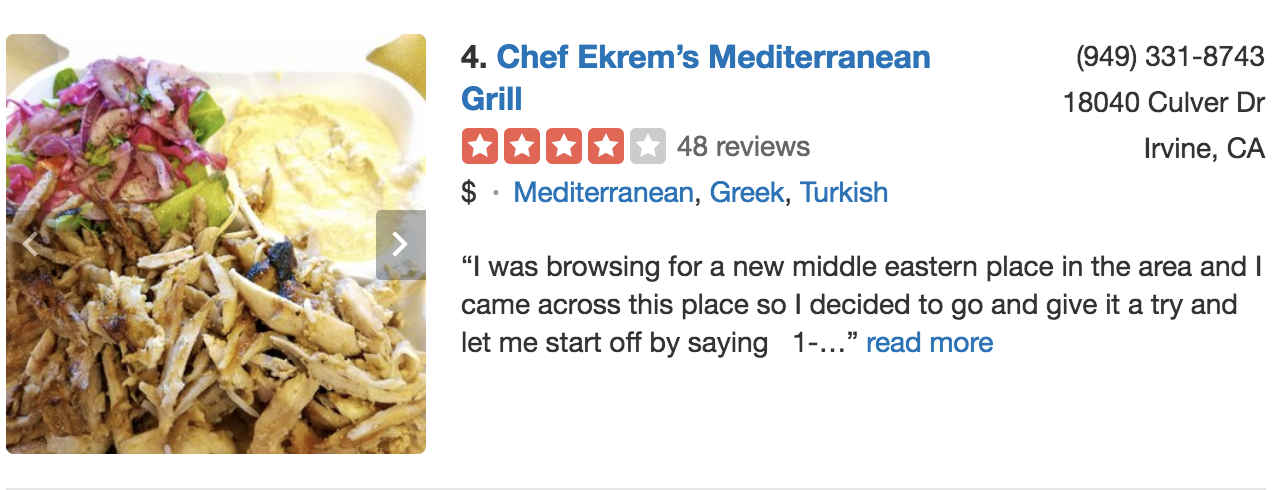 4. Chef Ekrem’s Mediterranean
Grill
48 reviews
$ · Mediterranean, Greek, Turkish
(949) 331-8743
18040 Culver Dr
Irvine, CA
“I was browsing for a new middle eastern place in the area and I
came across this place so I decided to go and give it a try and
let me start off by saying   1-...” read more